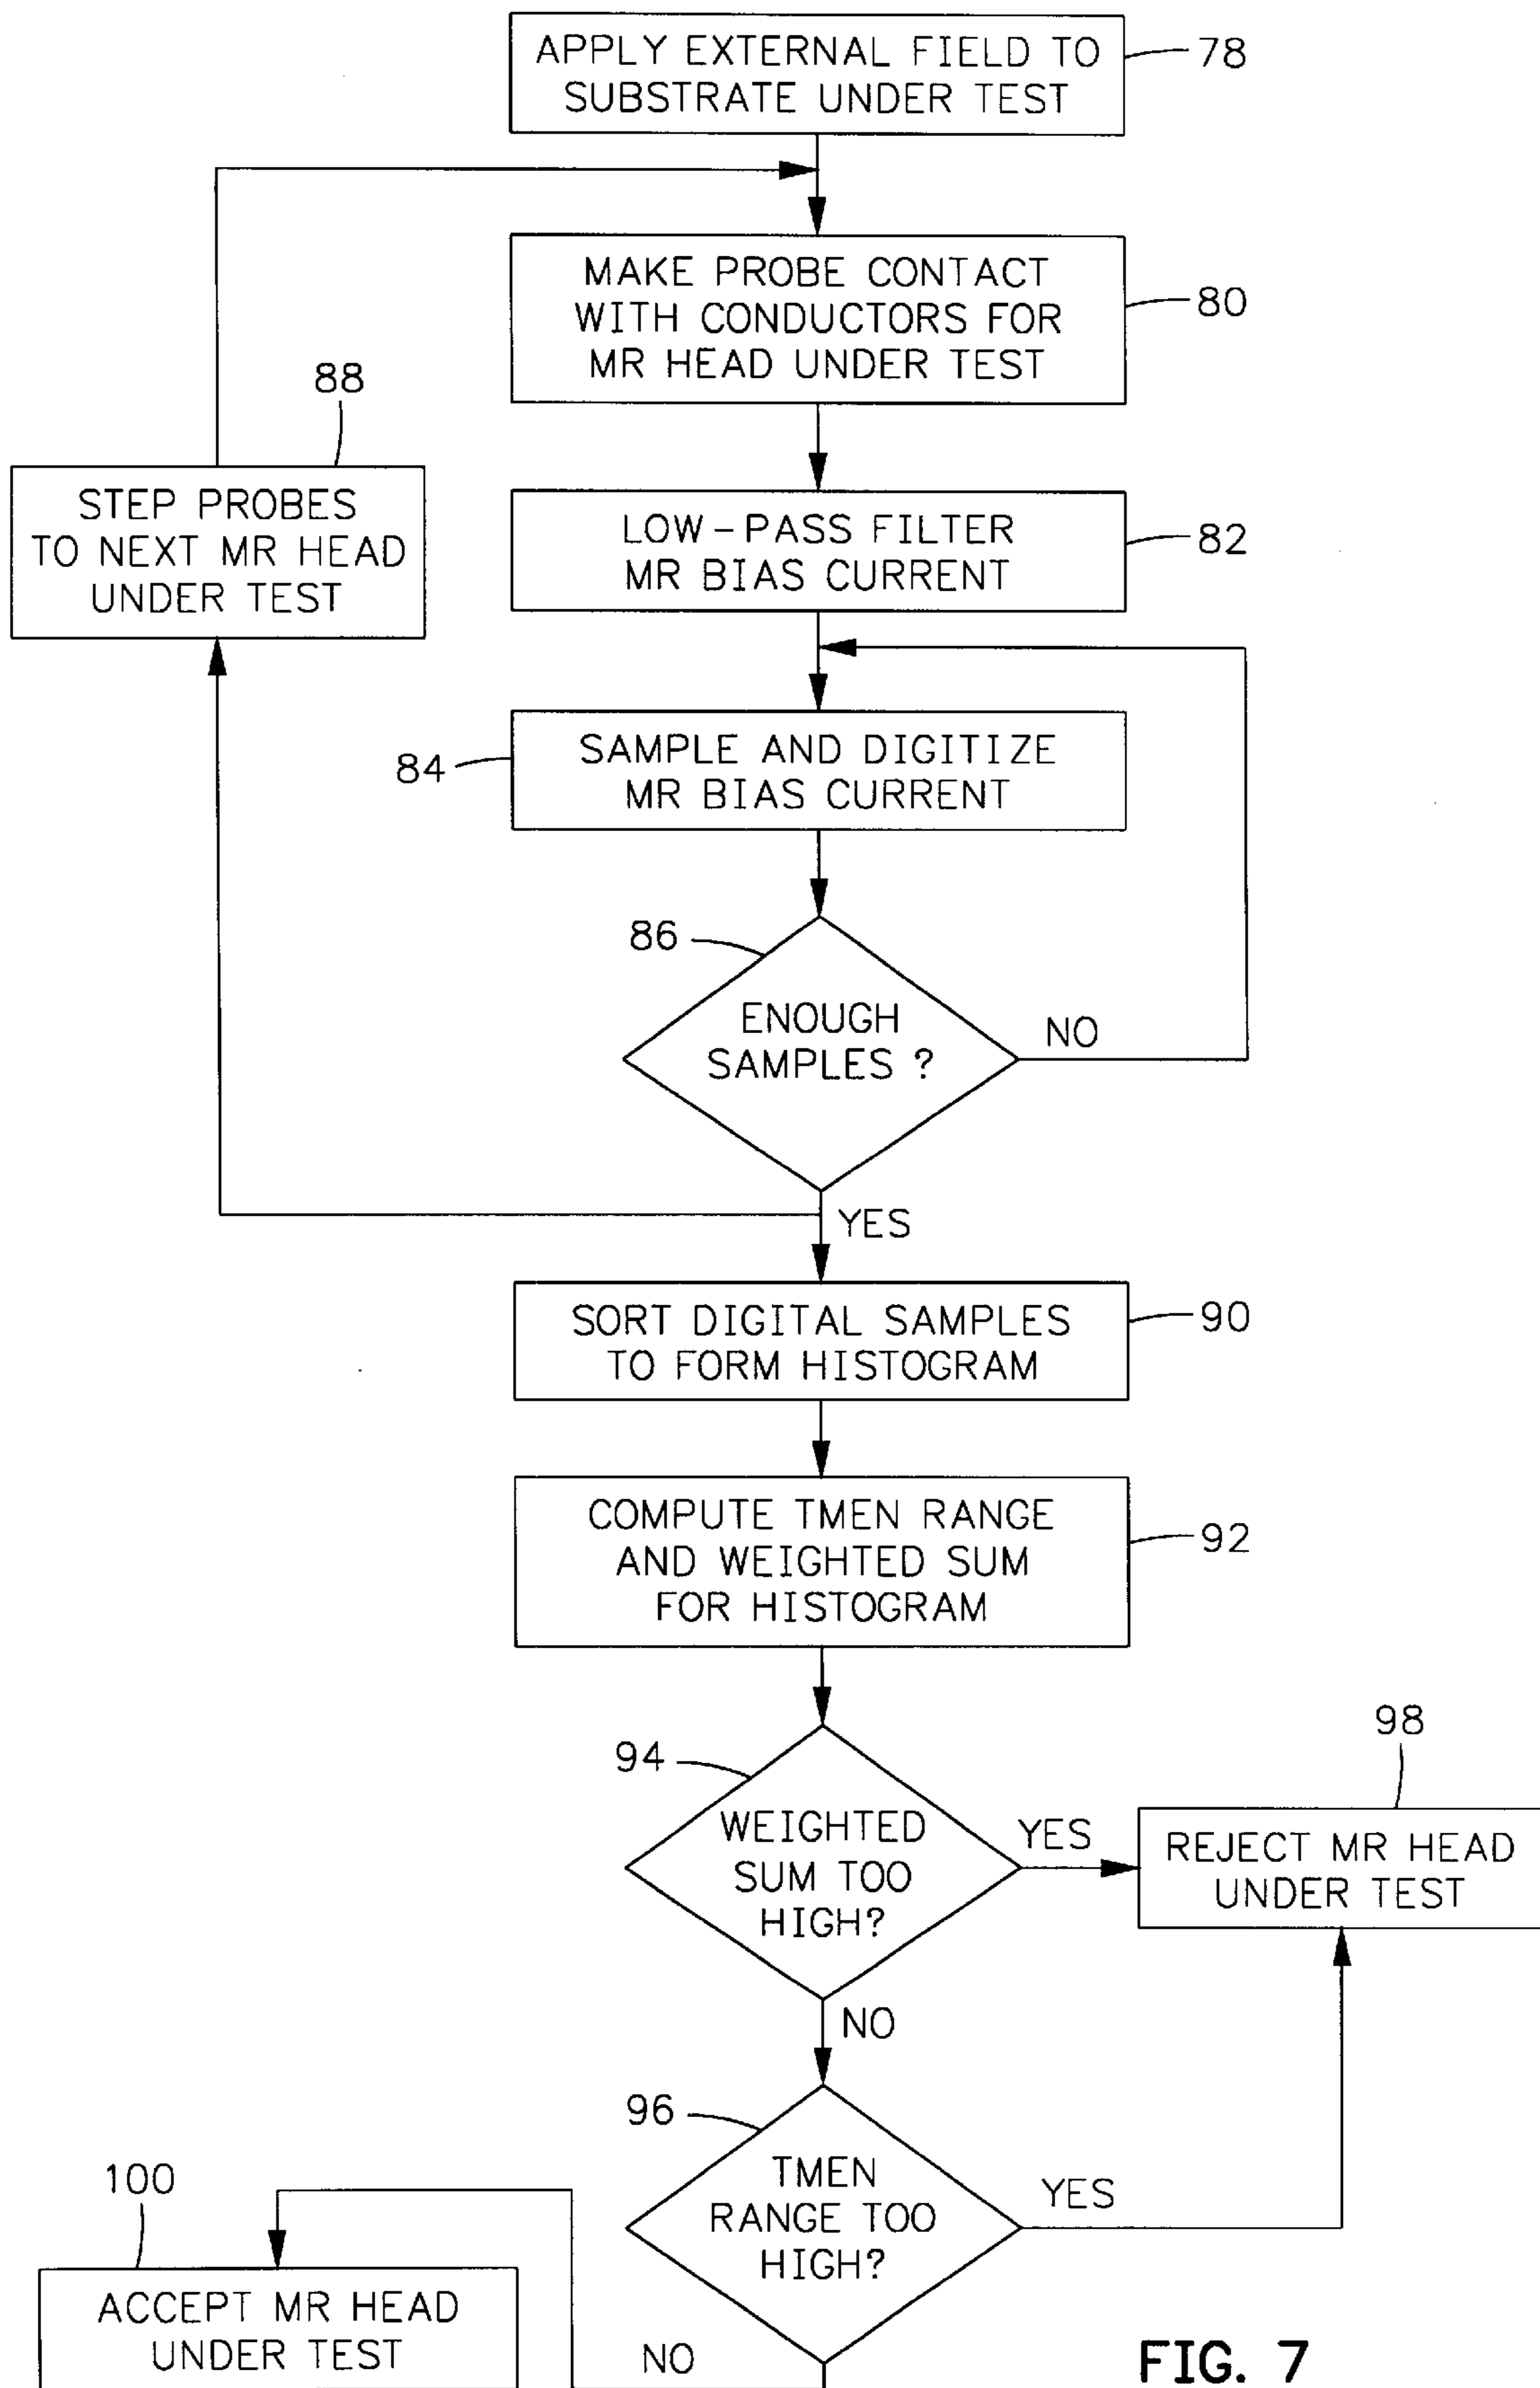 APPLY EXTERNAL FIELD TO
SUBSTRATE UNDER TEST
78
MAKE PROBE CONTACT
WITH CONDUCTORS FOR
MR HEAD UNDER TEST
80
88
STEP PROBES
TO NEXT MR HEAD
UNDER TEST
LOW-PASS FILTER
MR BIAS CURRENT
82
84
SAMPLE AND DIGITIZE
MR BIAS CURRENT
86
ENOUGH
SAMPLES ?
NO
YES
SORT DIGITAL SAMPLES
TO FORM HISTOGRAM
90
COMPUTE TMEN RANGE
AND WEIGHTED SUM
FOR HISTOGRAM
92
94
WEIGHTED
SUM TOO
HIGH?
YES
98
REJECT MR HEAD
UNDER TEST
NO
96
TMEN
RANGE TOO
HIGH?
YES
100
ACCEPT MR HEAD
UNDER TEST
NO
FIG. 7